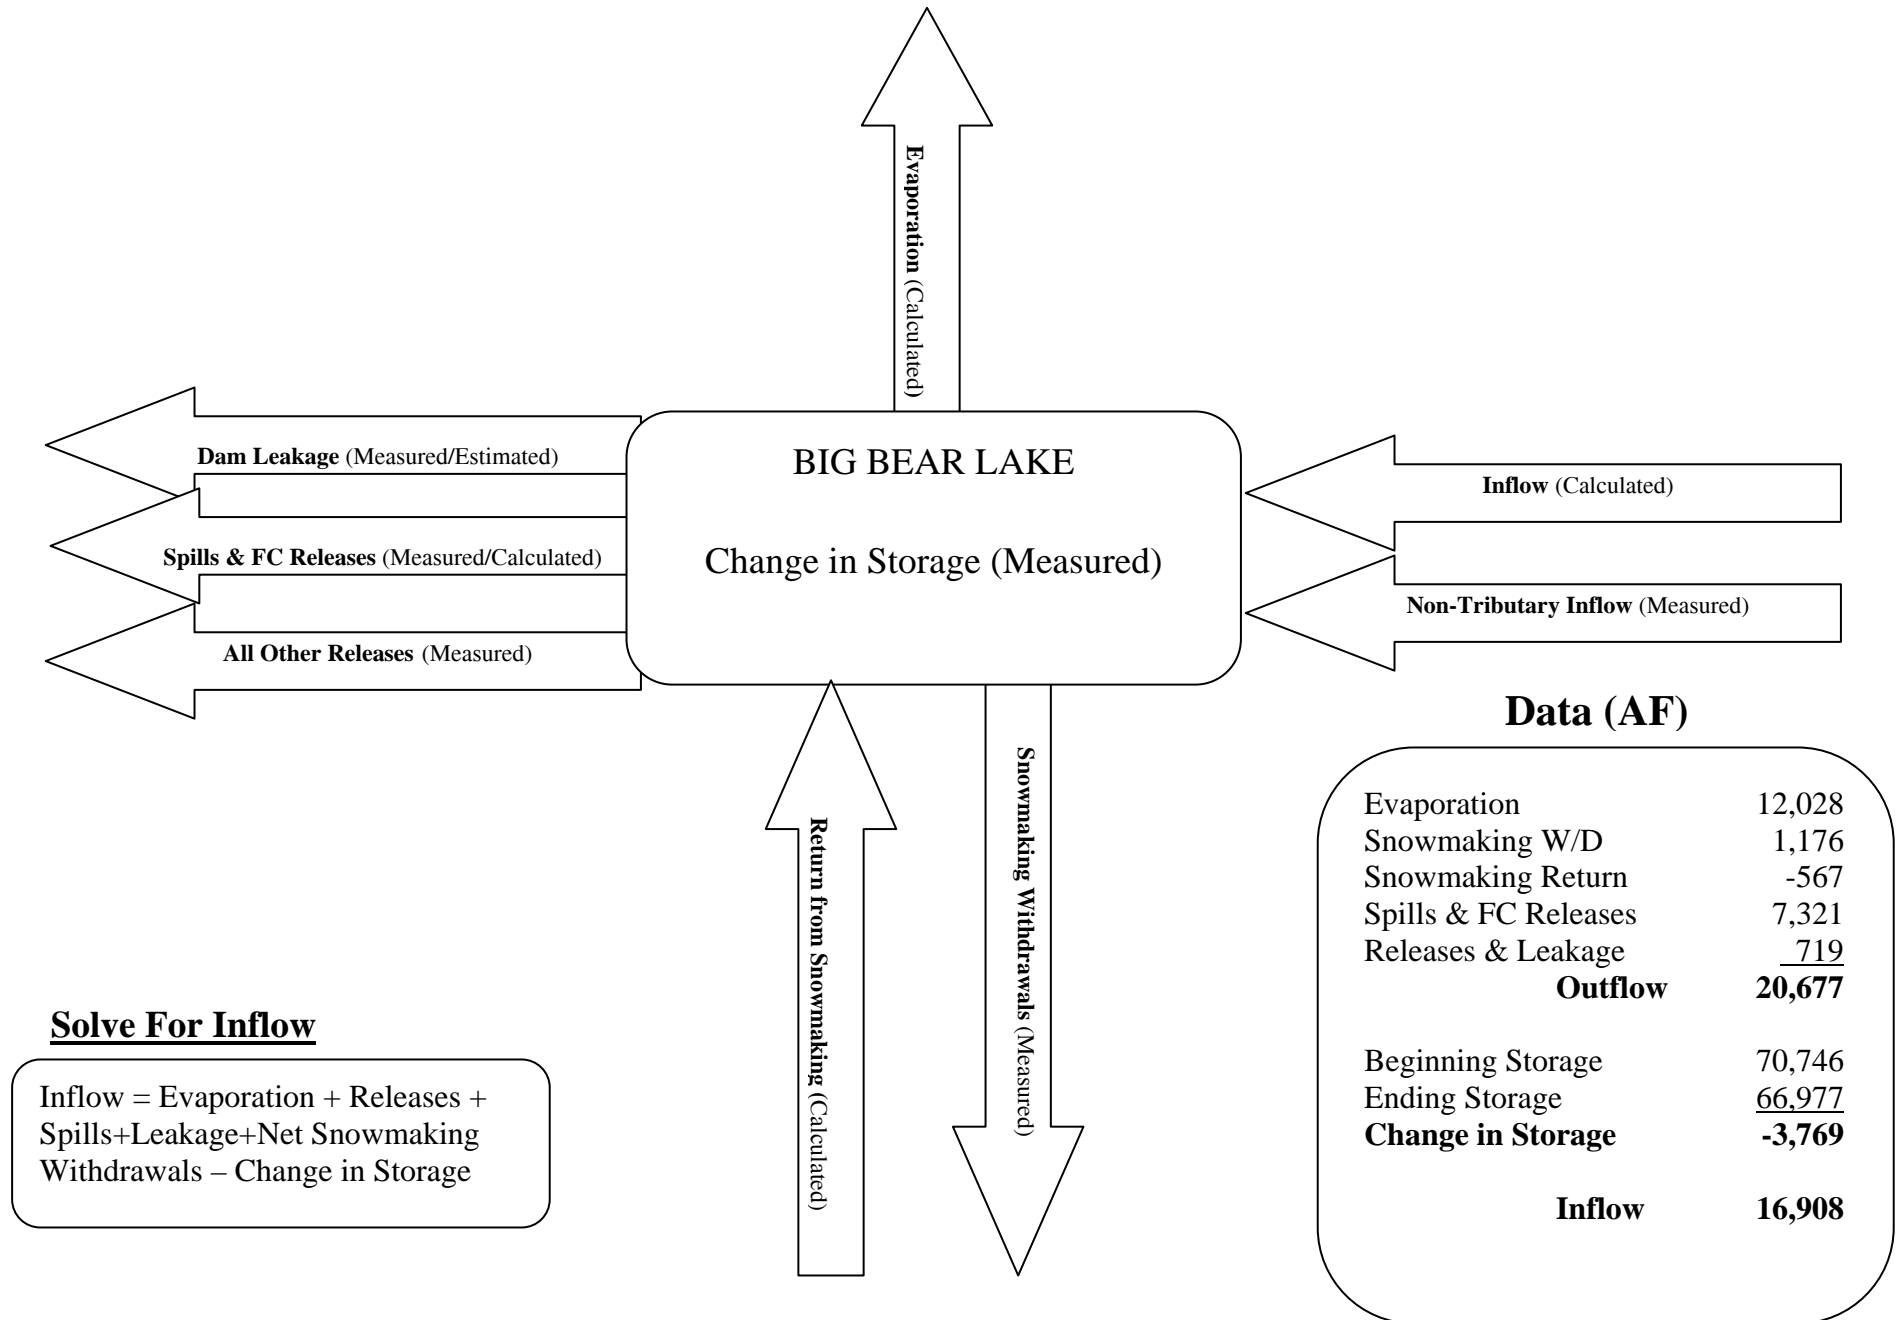 Evaporation (Calculated)
Dam Leakage (Measured/Estimated)
Spills & FC Releases (Measured/Calculated)
All Other Releases (Measured)
BIG BEAR LAKE
Change in Storage (Measured)
Inflow (Calculated)
Non-Tributary Inflow (Measured)
Return from Snowmaking (Calculated)
Snowmaking Withdrawals (Measured)
Solve For Inflow
Inflow = Evaporation + Releases +
Spills+Leakage+Net Snowmaking
Withdrawals – Change in Storage
Data (AF)
Evaporation 12,028
Snowmaking W/D 1,176
Snowmaking Return -567
Spills & FC Releases 7,321
Releases & Leakage 719
Outflow 20,677
Beginning Storage 70,746
Ending Storage 66,977
Change in Storage -3,769
Inflow 16,908